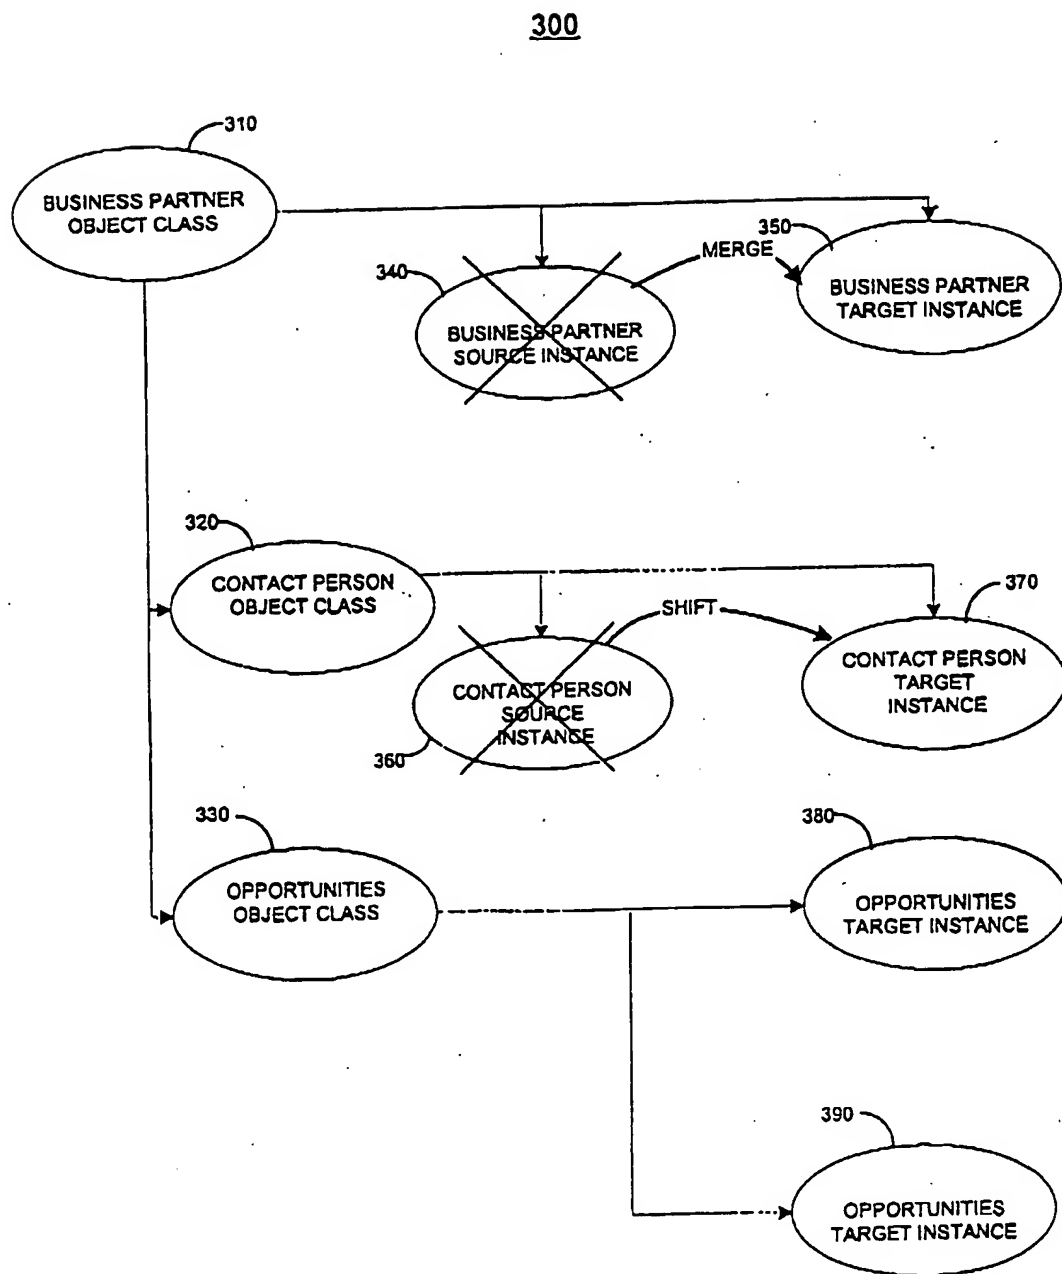 300
310
BUSINESS PARTNER
OBJECT CLASS
350
MERGE
340
BUSINESS PARTNER
TARGET INSTANCE
BUSINESS PARTNER
SOURCE INSTANCE
320
CONTACT PERSON
OBJECT CLASS
370
SHIFT
CONTACT PERSON
TARGET
INSTANCE
CONTACT PERSON
SOURCE
INSTANCE
360
330
380
OPPORTUNITIES
OBJECT CLASS
OPPORTUNITIES
TARGET INSTANCE
390
OPPORTUNITIES
TARGET INSTANCE